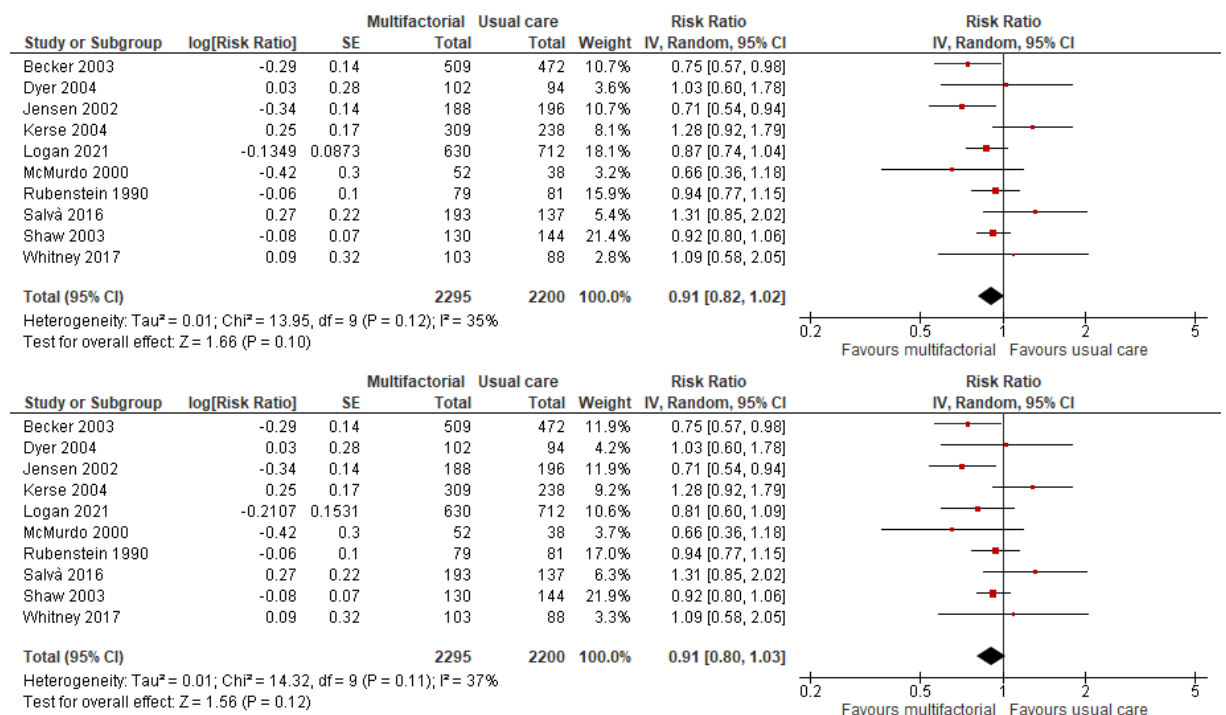 Multifactorial Usual care Risk Ratio Risk Ratio
Study or Subgroup log[Risk Ratio] SE Total Total Weight IV, Random, 95% CI IV, Random, 95% CI
Becker 2003 -0.29 0.14 509 472 10.7% 0.75 [0.57, 0.98]
Dyer 2004 0.03 0.28 102 94 3.6% 1.03 [0.60, 1.78]
Jensen 2002 -0.34 0.14 188 196 10.7% 0.71 [0.54, 0.94]
Kerse 2004 0.25 0.17 309 238 8.1% 1.28 [0.92, 1.79]
Logan 2021 -0.1349 0.0873 630 712 18.1% 0.87 [0.74, 1.04]
McMurdo 2000 -0.42 0.3 52 38 3.2% 0.66 [0.36, 1.18]
Rubenstein 1990 -0.06 0.1 79 81 15.9% 0.94 [0.77, 1.15]
Salvà 2016 0.27 0.22 193 137 5.4% 1.31 [0.85, 2.02]
Shaw 2003 -0.08 0.07 130 144 21.4% 0.92 [0.80, 1.06]
Whitney 2017 0.09 0.32 103 88 2.8% 1.09 [0.58, 2.05]
Total (95% CI) 2295 2200 100.0% 0.91 [0.82, 1.02]
Heterogeneity: Tau² = 0.01; Chi² = 13.95, df = 9 (P = 0.12); I² = 35%
Test for overall effect: Z = 1.66 (P = 0.10)
0.2 0.5 1 2 5
Favours multifactorial Favours usual care
Multifactorial Usual care Risk Ratio Risk Ratio
Study or Subgroup log[Risk Ratio] SE Total Total Weight IV, Random, 95% CI IV, Random, 95% CI
Becker 2003 -0.29 0.14 509 472 11.9% 0.75 [0.57, 0.98]
Dyer 2004 0.03 0.28 102 94 4.2% 1.03 [0.60, 1.78]
Jensen 2002 -0.34 0.14 188 196 11.9% 0.71 [0.54, 0.94]
Kerse 2004 0.25 0.17 309 238 9.2% 1.28 [0.92, 1.79]
Logan 2021 -0.2107 0.1531 630 712 10.6% 0.81 [0.60, 1.09]
McMurdo 2000 -0.42 0.3 52 38 3.7% 0.66 [0.36, 1.18]
Rubenstein 1990 -0.06 0.1 79 81 17.0% 0.94 [0.77, 1.15]
Salvà 2016 0.27 0.22 193 137 6.3% 1.31 [0.85, 2.02]
Shaw 2003 -0.08 0.07 130 144 21.9% 0.92 [0.80, 1.06]
Whitney 2017 0.09 0.32 103 88 3.3% 1.09 [0.58, 2.05]
Total (95% CI) 2295 2200 100.0% 0.91 [0.80, 1.03]
Heterogeneity: Tau² = 0.01; Chi² = 14.32, df = 9 (P = 0.11); I² = 37%
Test for overall effect: Z = 1.56 (P = 0.12)
0.2 0.5 1 2 5
Favours multifactorial Favours usual care